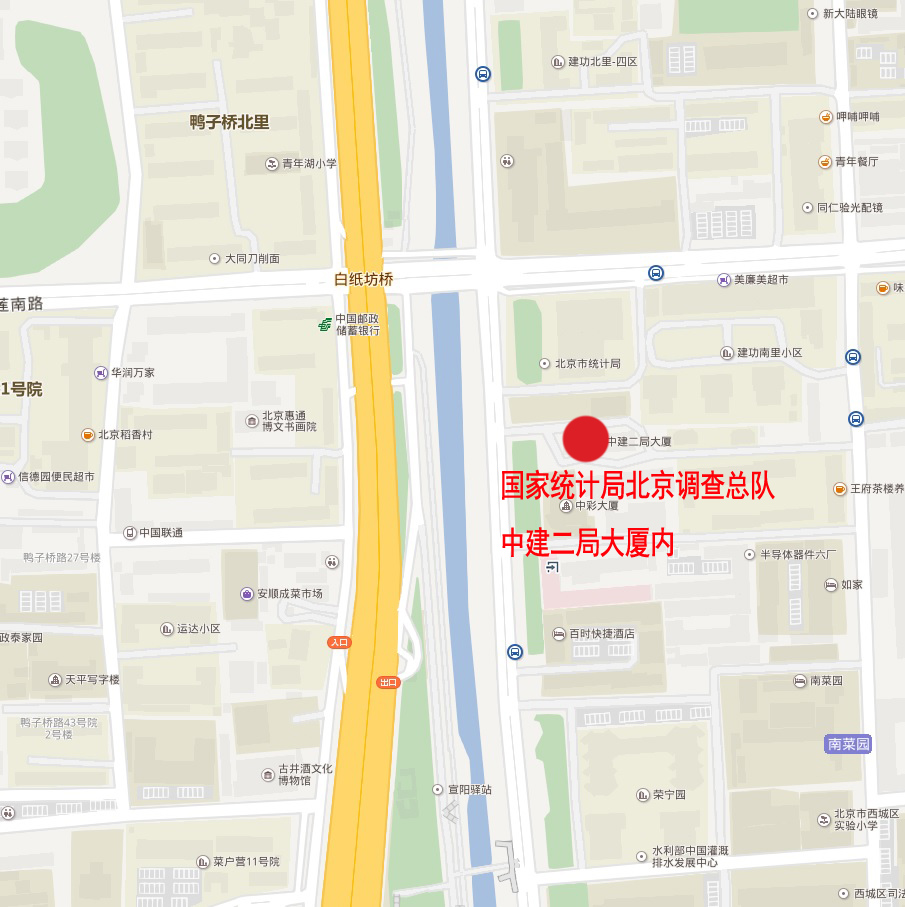 新大陆眼镜
建功北里-四区
呷哺呷哺
鸭子桥北里
青年湖小学
青年餐厅
同仁验光配镜
大同刀削面
白纸坊桥
美廉美超市
味
莲南路
中国邮政
储蓄银行
建功南里小区
北京市统计局
华润万家
1号院
北京惠通
博文书画院
北京稻香村
中建二局大厦
信德园便民超市
国家统计局北京调查总队
王府茶楼养
中彩大厦
中国联通
中建二局大厦内
鸭子桥路27号楼
半导体器件六厂
安顺成菜市场
如家
运达小区
百时快捷酒店
政泰家园
入口
天平写字楼
出口
南菜园
鸭子桥路43号院
2号楼
南菜园
古井酒文化
博物馆
宣阳驿站
荣宁园
北京市西城区
实验小学
菜户营11号院
水利部中国灌溉
排水发展中心
西城区司法